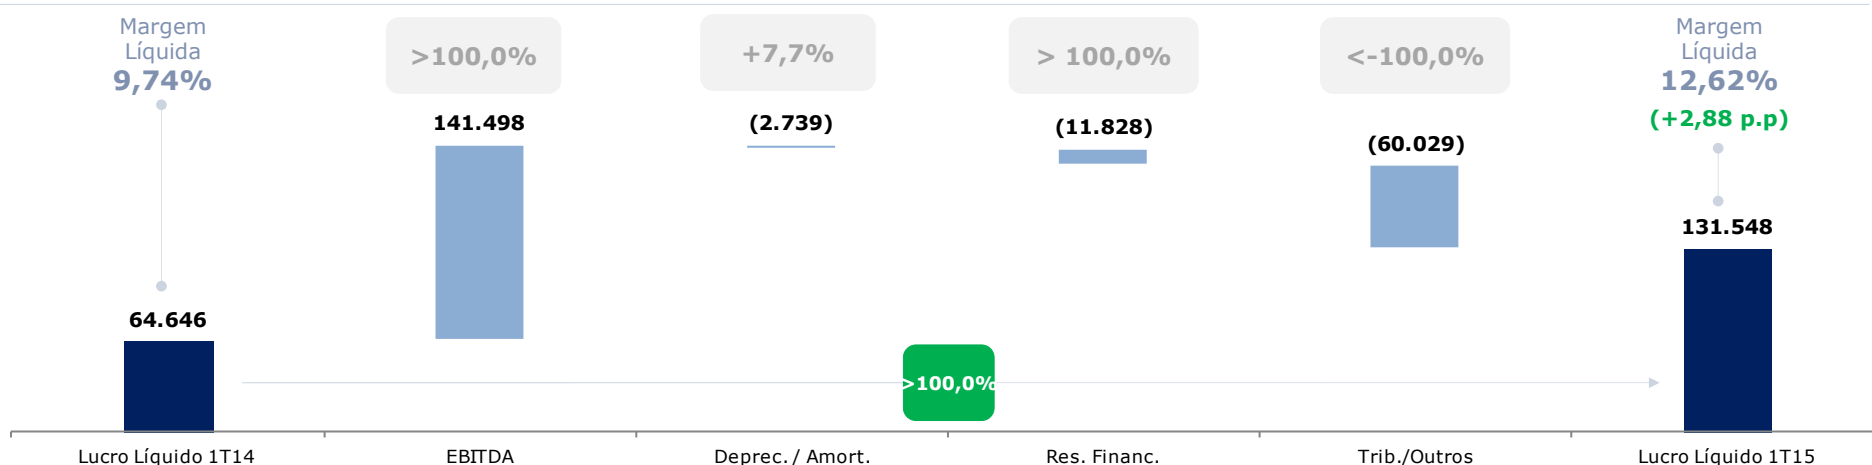 Margem
Líquida
9,74%
>100,0%
+7,7%
> 100,0%
<-100,0%
Margem
Líquida
12,62%
(+2,88 p.p)
141.498
(2.739)
(11.828)
(60.029)
131.548
64.646
>100,0%
Lucro Líquido 1T14
EBITDA
Deprec. / Amort.
Res. Financ.
Trib./Outros
Lucro Líquido 1T15